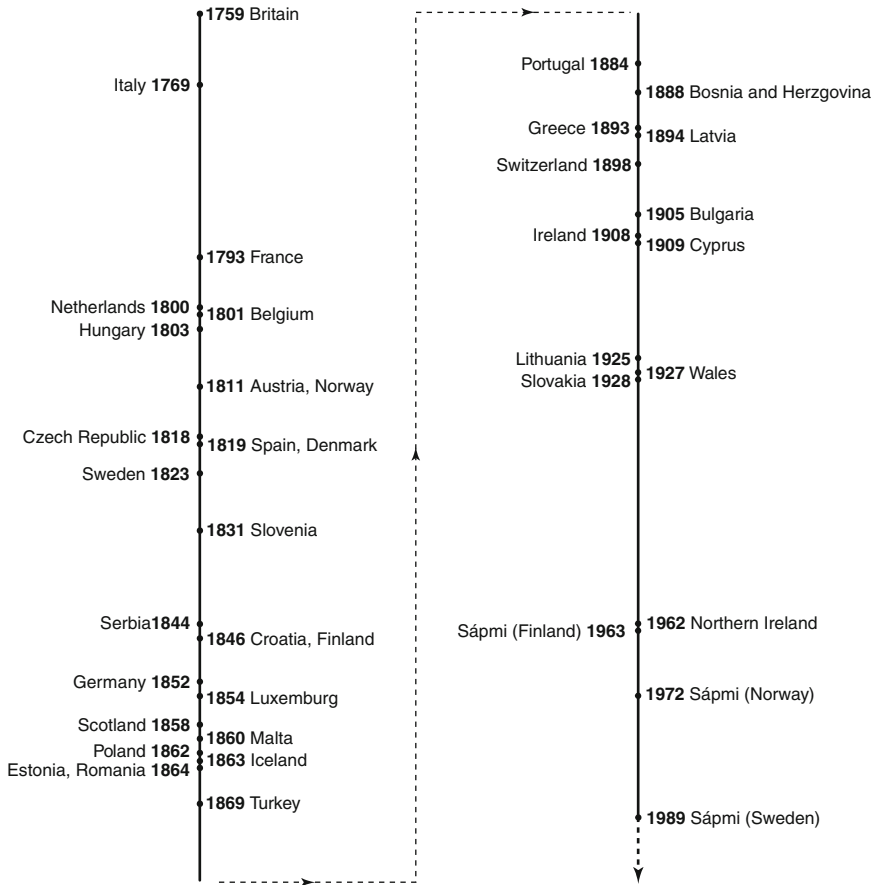 1759 Britain
Italy 1769
1793 France
Netherlands 1800
1801 Belgium
Hungary 1803
1811 Austria, Norway
Czech Republic 1818
1819 Spain, Denmark
Sweden 1823
1831 Slovenia
Serbia1844
1846 Croatia, Finland
Germany 1852
1854 Luxemburg
Scotland 1858
1860 Malta
Poland 1862
1863 Iceland
Estonia, Romania 1864
1869 Turkey
Portugal 1884
1888 Bosnia and Herzgovina
Greece 1893
1894 Latvia
Switzerland 1898
1905 Bulgaria
Ireland 1908
1909 Cyprus
Lithuania 1925
1927 Wales
Slovakia 1928
1962 Northern Ireland
Sápmi (Finland) 1963
1972 Sápmi (Norway)
1989 Sápmi (Sweden)